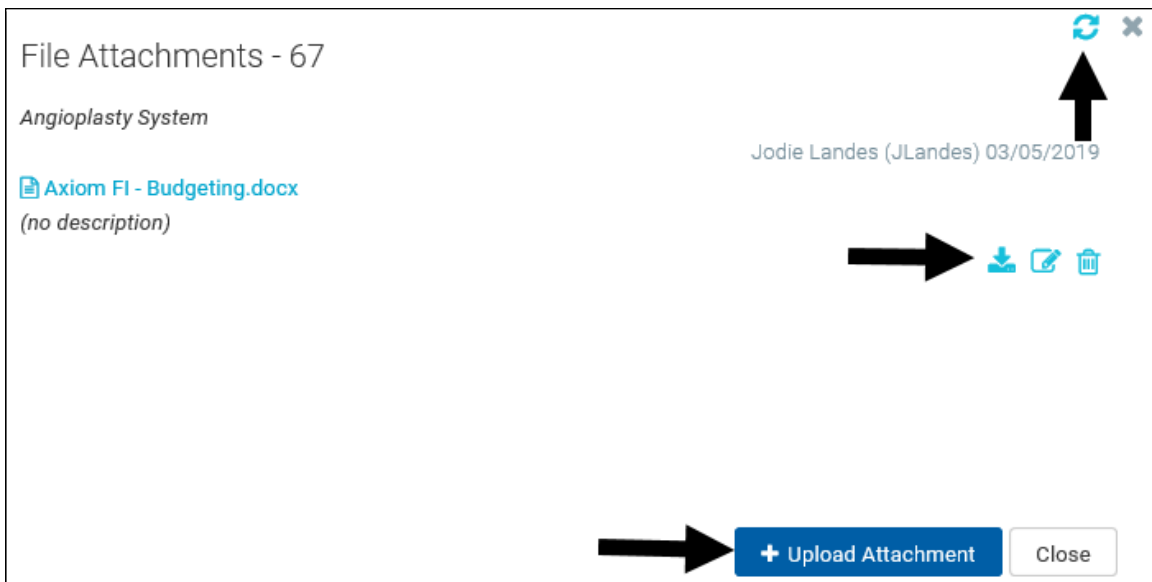 File Attachments - 67
Angioplasty System
Jodie Landes (JLandes) 03/05/2019
Axiom FI - Budgeting.docx
(no description)
+ Upload Attachment
Close